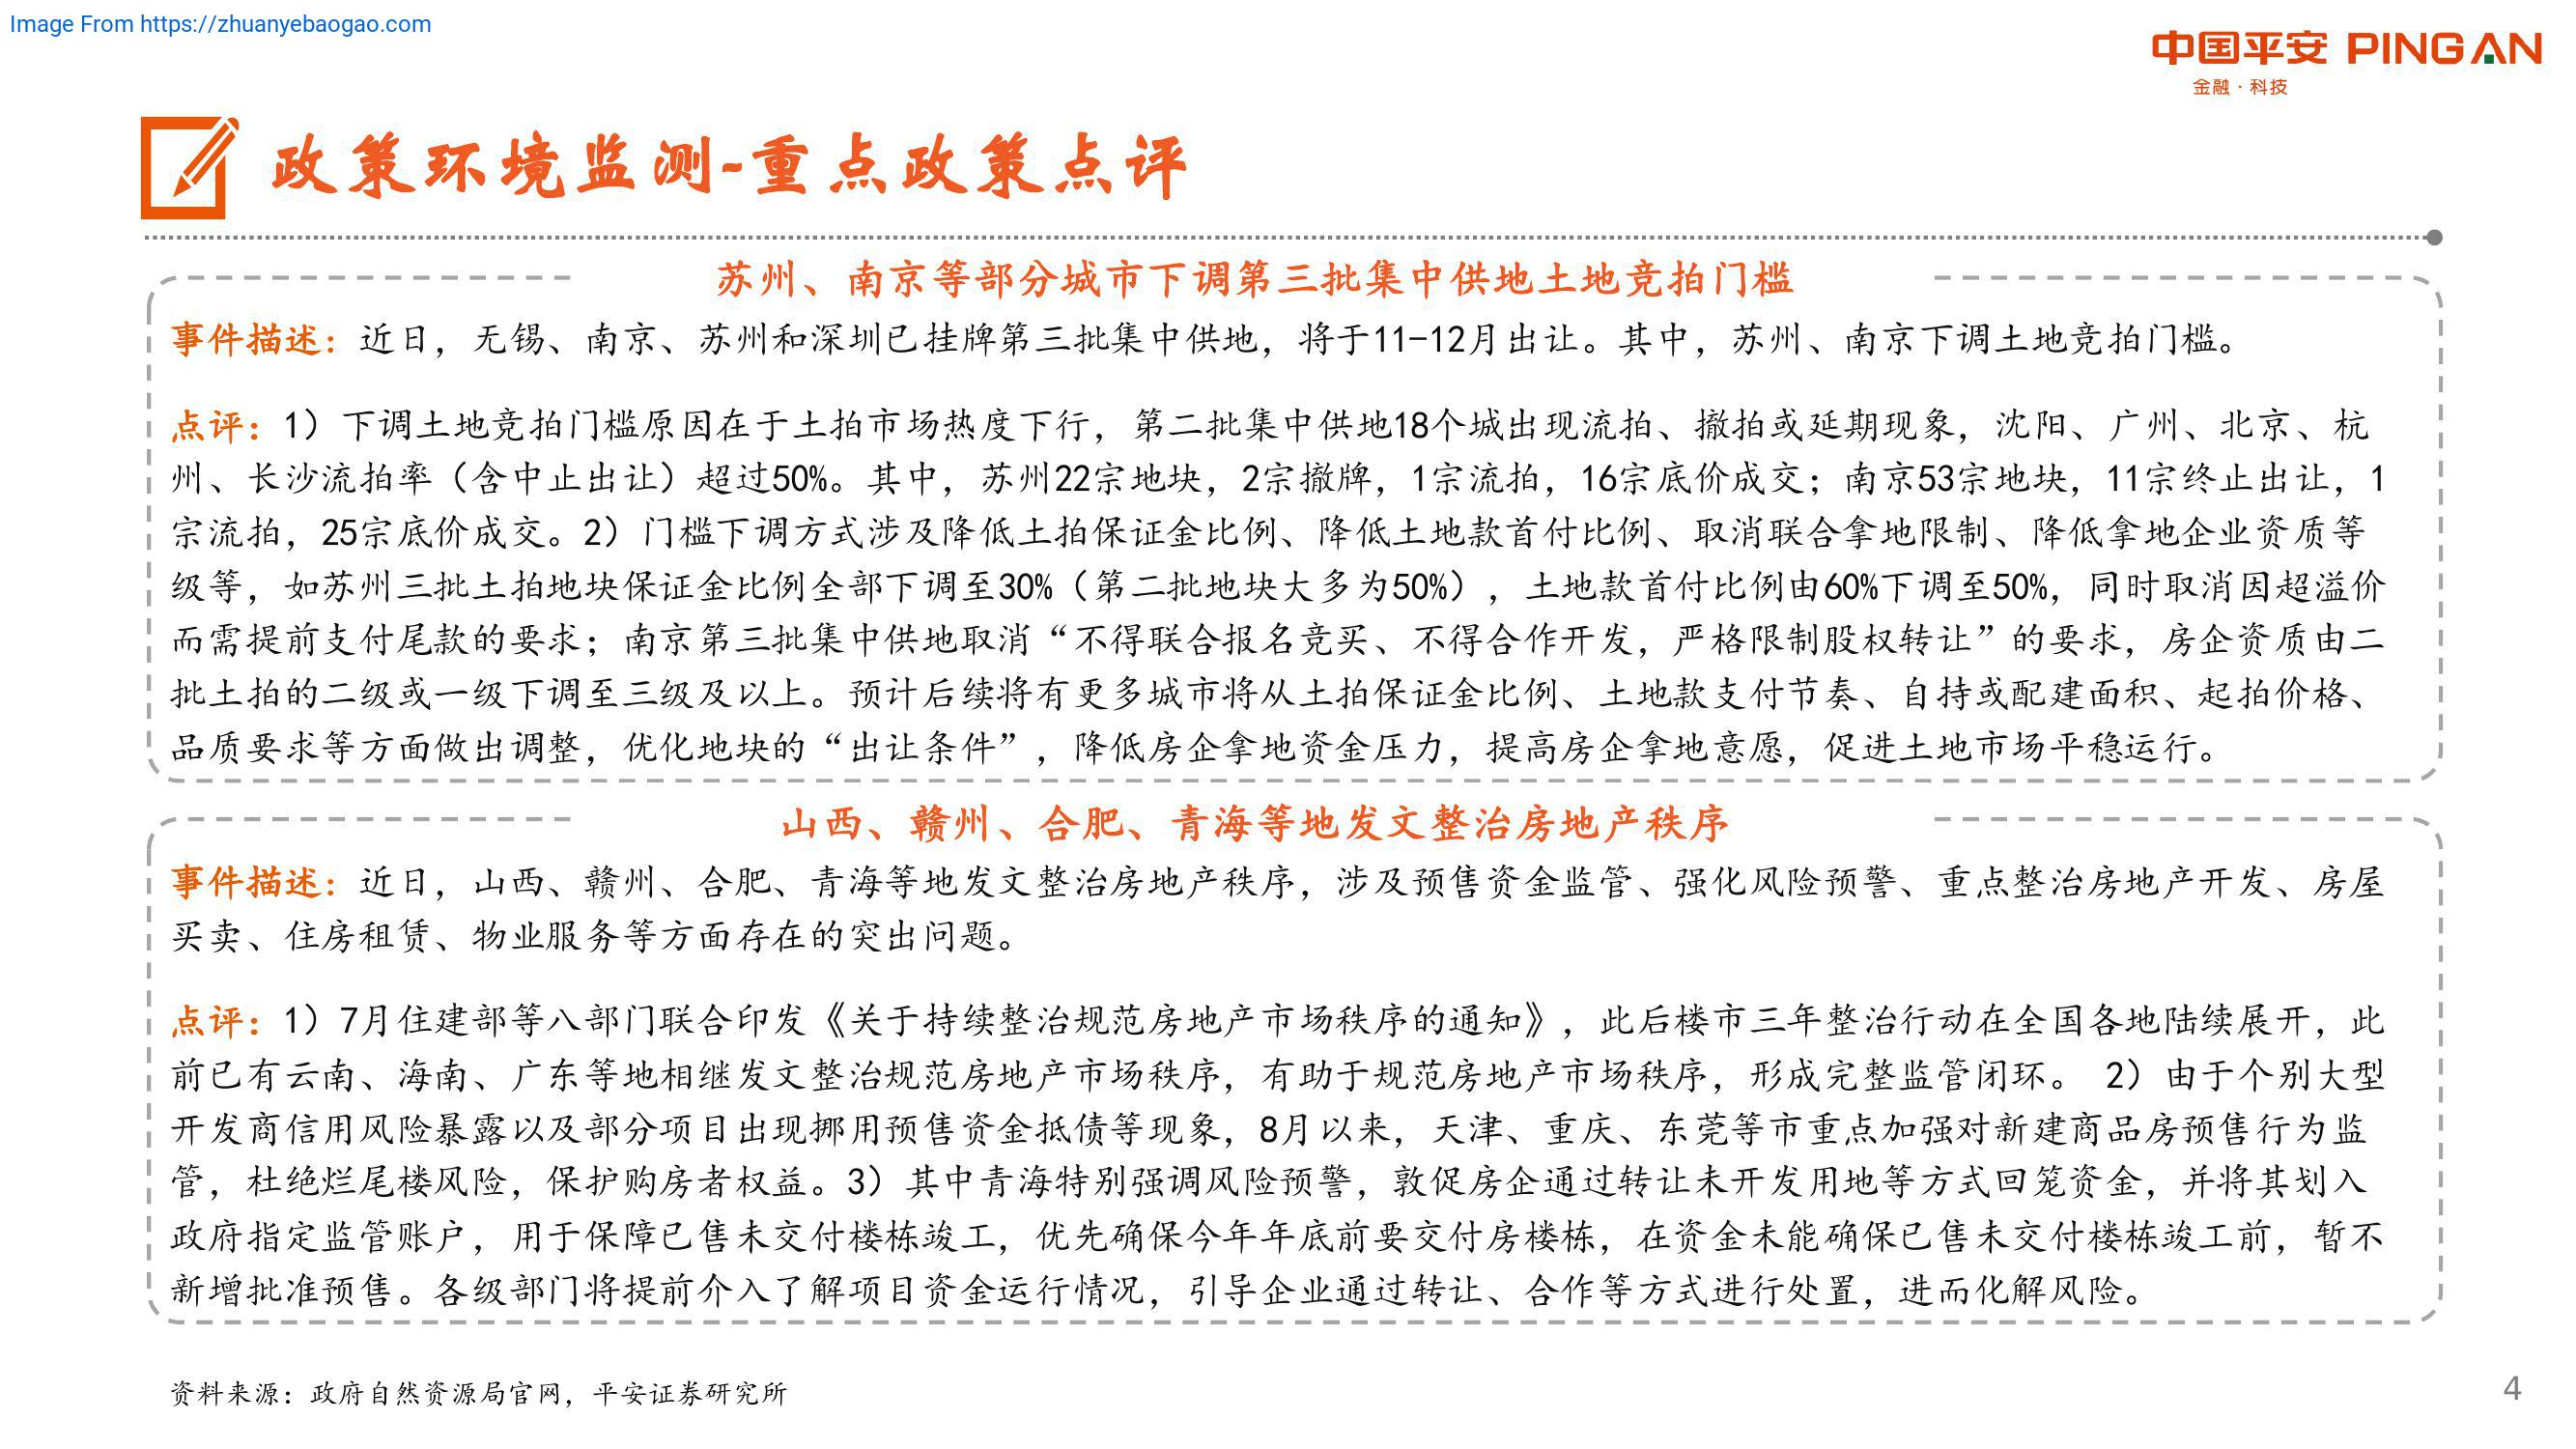 Image From https://zhuanyebaogao.com
中国平安 PINGAN
金融·科技
政策环境监测-重点政策点评
苏州、南京等部分城市下调第三批集中供地土地竞拍门槛
事件描述：近日，无锡、南京、苏州和深圳已挂牌第三批集中供地，将于11-12月出让。其中，苏州、南京下调土地竞拍门槛。
点评：1）下调土地竞拍门槛原因在于土拍市场热度下行，第二批集中供地18个城出现流拍、撤拍或延期现象，沈阳、广州、北京、杭
州、长沙流拍率（含中止出让）超过50%。其中，苏州22宗地块，2宗撤牌，1宗流拍，16宗底价成交；南京53宗地块，11宗终止出让，1
宗流拍，25宗底价成交。2）门槛下调方式涉及降低土拍保证金比例、降低土地款首付比例、取消联合拿地限制、降低拿地企业资质等
级等，如苏州三批土拍地块保证金比例全部下调至30%（第二批地块大多为50%），土地款首付比例由60%下调至50%，同时取消因超溢价
而需提前支付尾款的要求；南京第三批集中供地取消“不得联合报名竞买、不得合作开发，严格限制股权转让”的要求，房企资质由二
批土拍的二级或一级下调至三级及以上。预计后续将有更多城市将从土拍保证金比例、土地款支付节奏、自持或配建面积、起拍价格、
品质要求等方面做出调整，优化地块的“出让条件”，降低房企拿地资金压力，提高房企拿地意愿，促进土地市场平稳运行。
山西、赣州、合肥、青海等地发文整治房地产秩序
事件描述：近日，山西、赣州、合肥、青海等地发文整治房地产秩序，涉及预售资金监管、强化风险预警、重点整治房地产开发、房屋
买卖、住房租赁、物业服务等方面存在的突出问题。
点评：1）7月住建部等八部门联合印发《关于持续整治规范房地产市场秩序的通知》，此后楼市三年整治行动在全国各地陆续展开，此
前已有云南、海南、广东等地相继发文整治规范房地产市场秩序，有助于规范房地产市场秩序，形成完整监管闭环。 2）由于个别大型
开发商信用风险暴露以及部分项目出现挪用预售资金抵债等现象，8月以来，天津、重庆、东莞等市重点加强对新建商品房预售行为监
管，杜绝烂尾楼风险，保护购房者权益。3）其中青海特别强调风险预警，敦促房企通过转让未开发用地等方式回笼资金，并将其划入
政府指定监管账户，用于保障已售未交付楼栋竣工，优先确保今年年底前要交付房楼栋，在资金未能确保已售未交付楼栋竣工前，暂不
新增批准预售。各级部门将提前介入了解项目资金运行情况，引导企业通过转让、合作等方式进行处置，进而化解风险。
资料来源：政府自然资源局官网，平安证券研究所
4